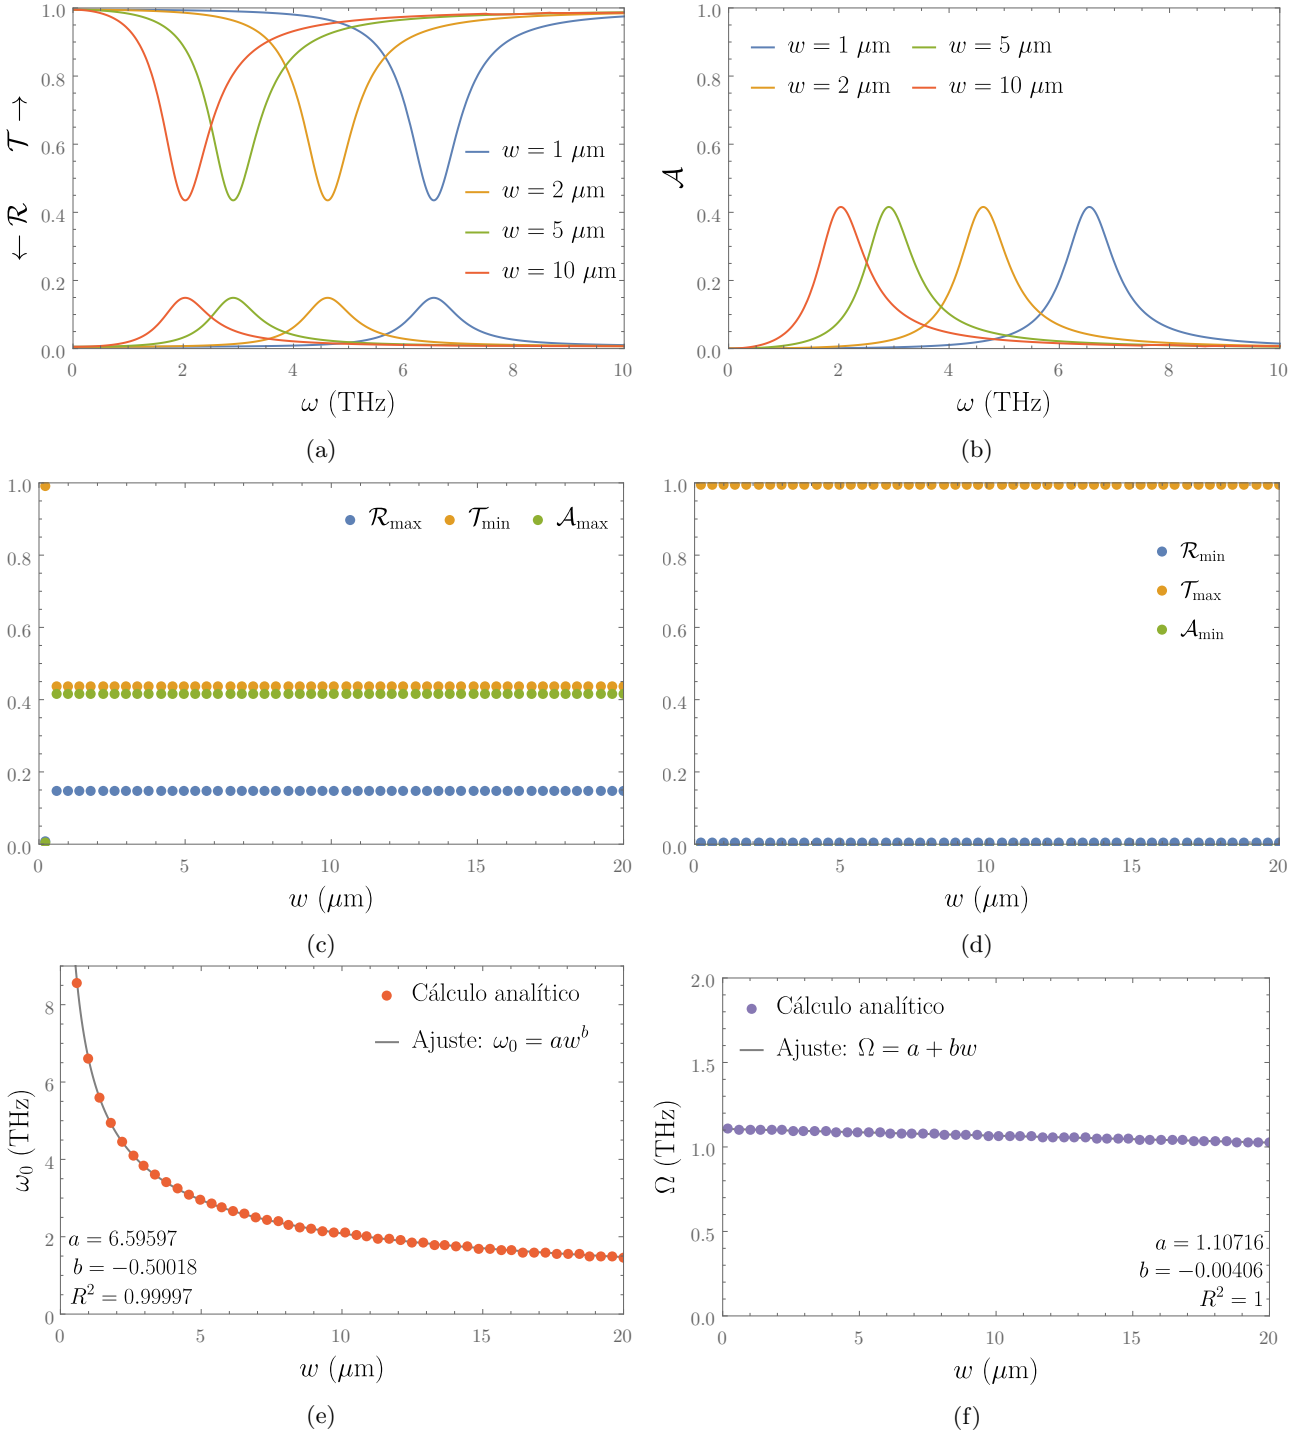 1.0
0.8
0.6
0.4
0.2
0.0
← ℛ 𝒯 →
w = 1 μm
w = 2 μm
w = 5 μm
w = 10 μm
0 2 4 6 8 10
ω (THz)
(a)
1.0
0.8
0.6
0.4
0.2
0.0
𝒜
w = 1 μm w = 5 μm
w = 2 μm w = 10 μm
0 2 4 6 8 10
ω (THz)
(b)
1.0
0.8
0.6
0.4
0.2
0.0
ℛmax 𝒯min 𝒜max
0 5 10 15 20
w (μm)
(c)
1.0
0.8
0.6
0.4
0.2
0.0
ℛmin
𝒯max
𝒜min
0 5 10 15 20
w (μm)
(d)
8
6
4
2
0
ω₀ (THz)
Cálculo analítico
Ajuste: ω₀ = awᵇ
a = 6.59597
b = −0.50018
R² = 0.99997
0 5 10 15 20
w (μm)
(e)
2.0
1.5
1.0
0.5
0.0
Ω (THz)
Cálculo analítico
Ajuste: Ω = a + bw
a = 1.10716
b = −0.00406
R² = 1
0 5 10 15 20
w (μm)
(f)